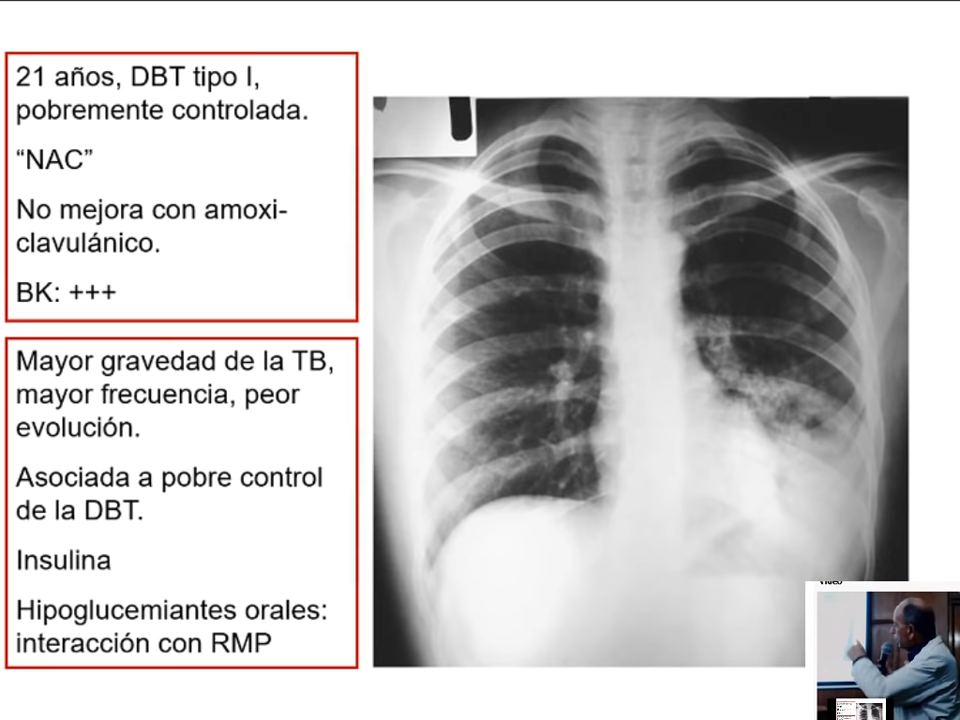 21 años, DBT tipo I,
pobremente controlada.
“NAC”
No mejora con amoxi-
clavulánico.
BK: +++
Mayor gravedad de la TB,
mayor frecuencia, peor
evolución.
Asociada a pobre control
de la DBT.
Insulina
Hipoglucemiantes orales:
interacción con RMP
Video